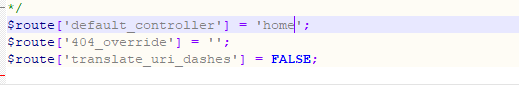 */
$route['default_controller'] = 'home';
$route['404_override'] = '';
$route['translate_uri_dashes'] = FALSE;